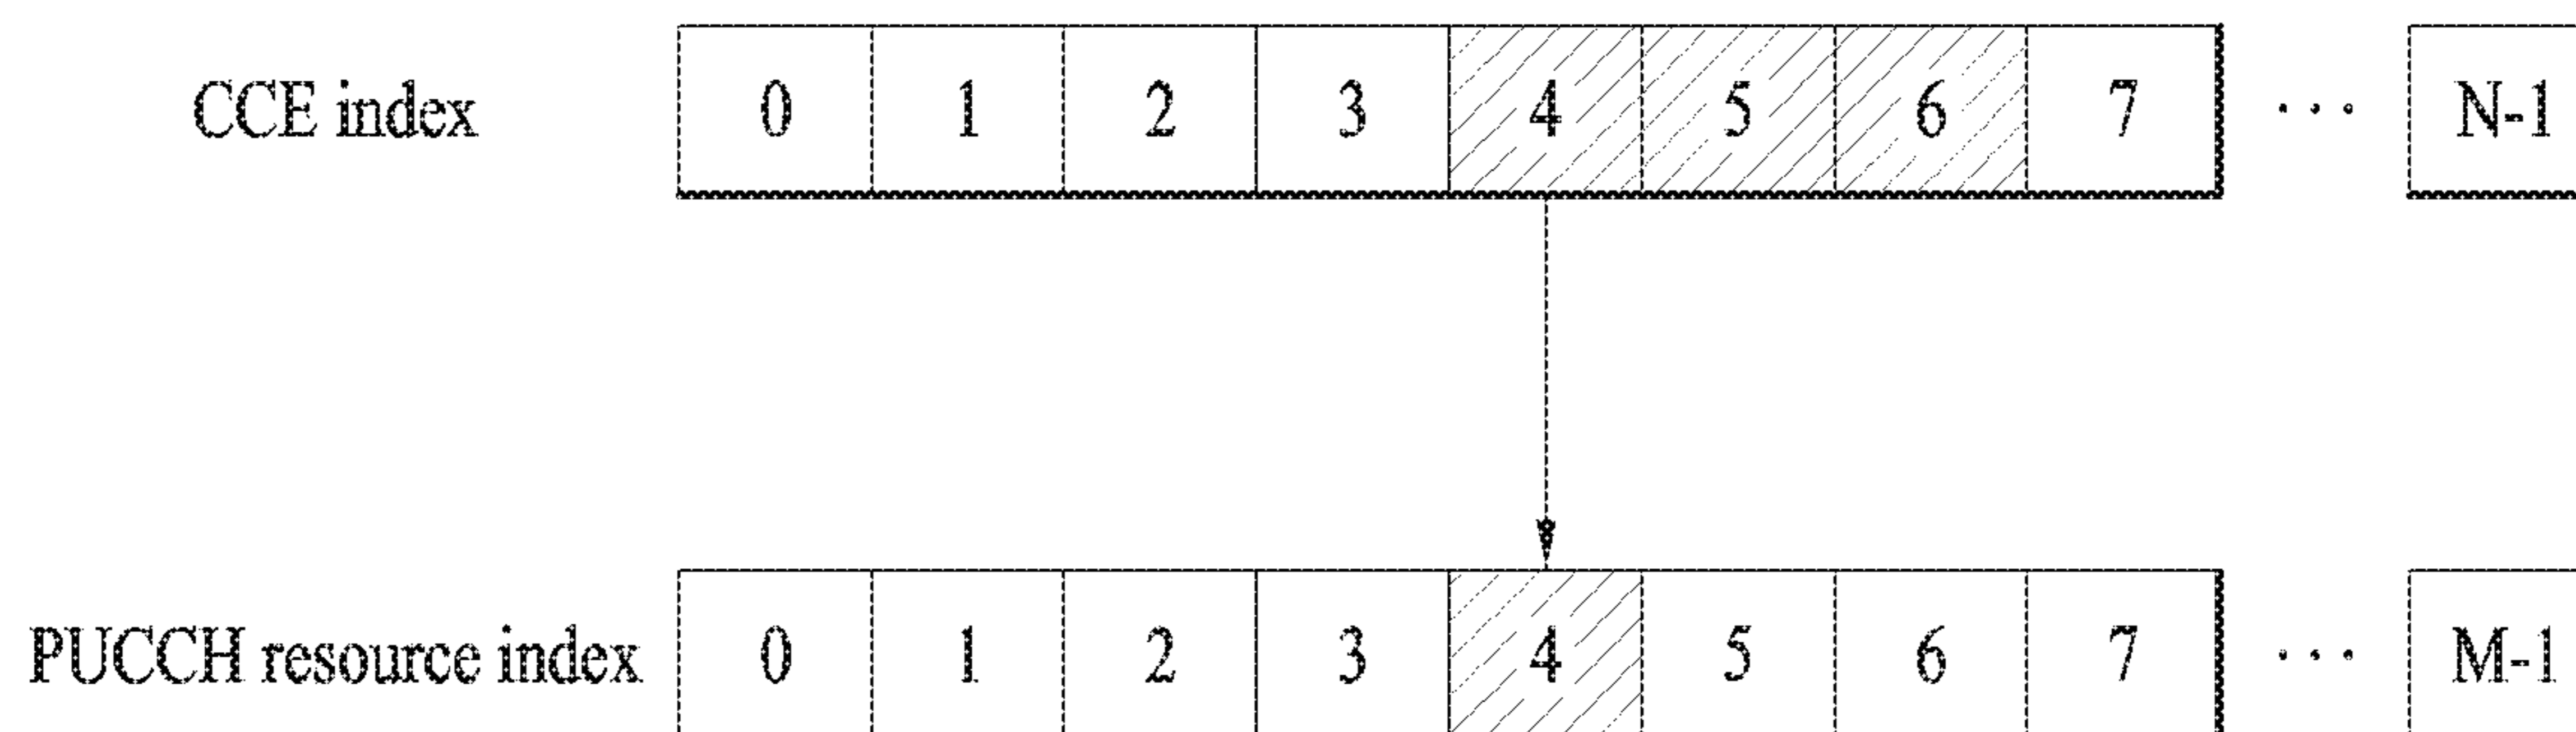 CCE index 0 1 2 3 4 5 6 7 ... N-1
PUCCH resource index 0 1 2 3 4 5 6 7 ... M-1